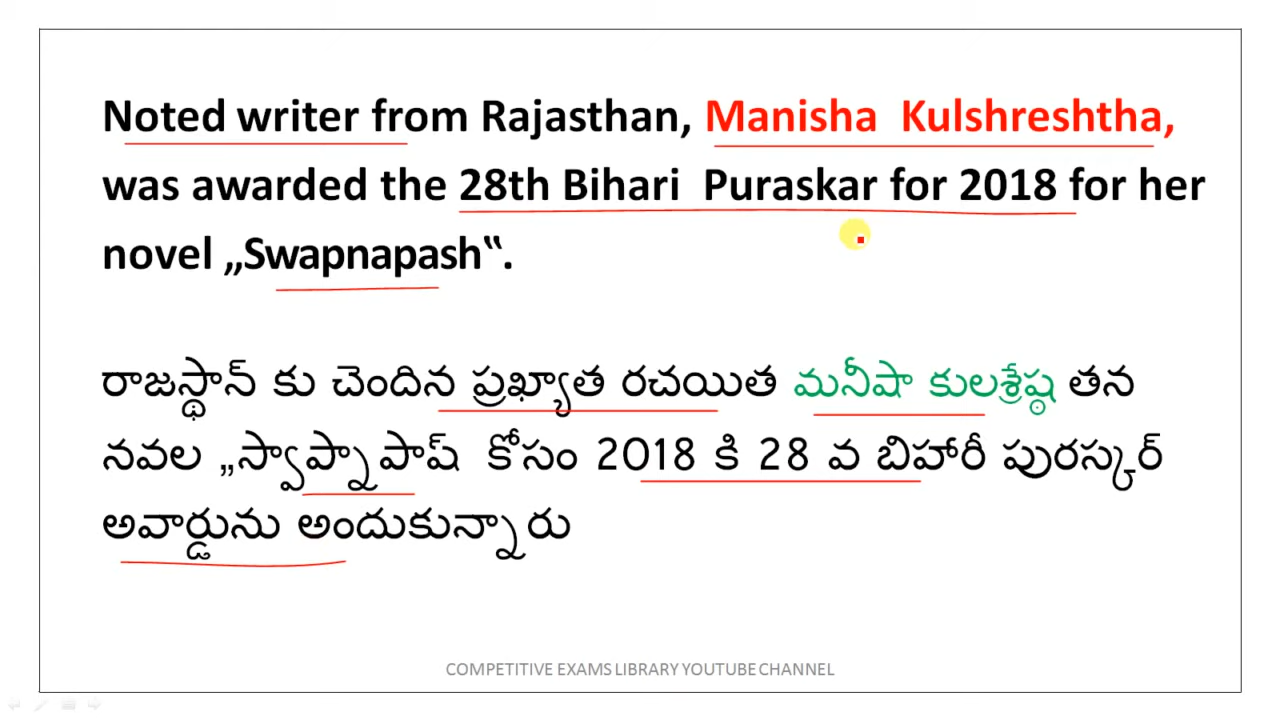 Noted writer from Rajasthan, Manisha Kulshreshtha,
was awarded the 28th Bihari Puraskar for 2018 for her
novel „Swapnapash‟.
రాజస్థాన్ కు చెందిన ప్రఖ్యాత రచయిత మనీషా కులశ్రేష్ఠ తన
నవల „స్వాప్నాపాష్ కోసం 2018 కి 28 వ బిహారీ పురస్కర్
అవార్డును అందుకున్నారు
COMPETITIVE EXAMS LIBRARY YOUTUBE CHANNEL